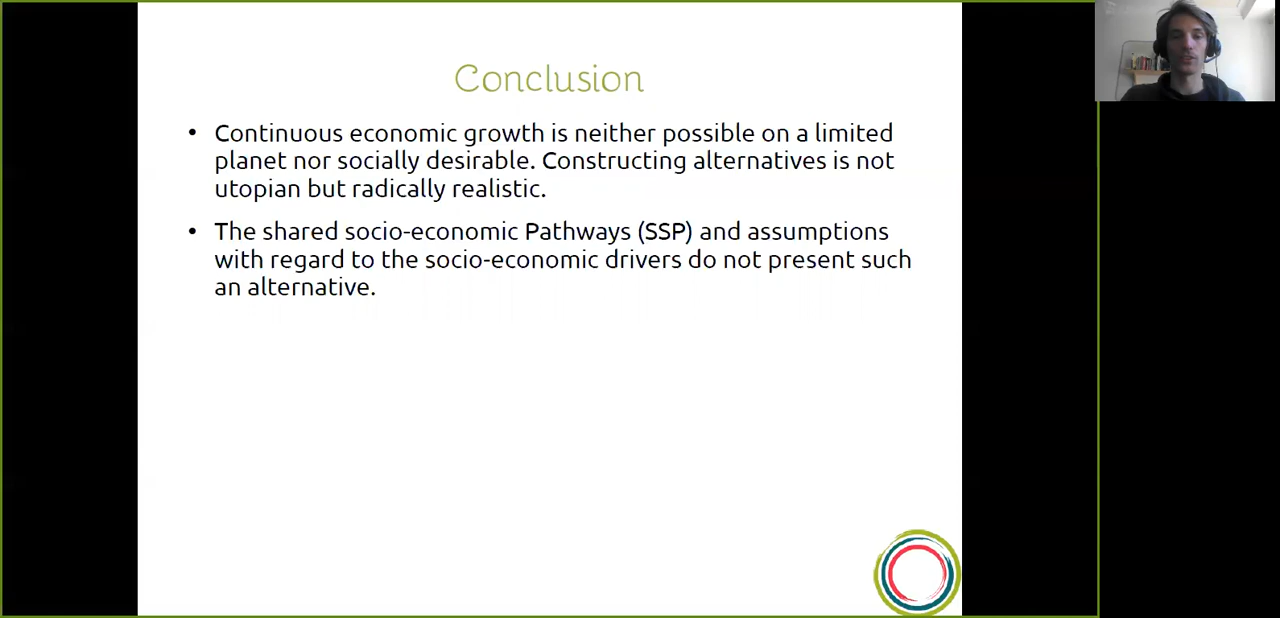 Conclusion
• Continuous economic growth is neither possible on a limited
planet nor socially desirable. Constructing alternatives is not
utopian but radically realistic.
• The shared socio-economic Pathways (SSP) and assumptions
with regard to the socio-economic drivers do not present such
an alternative.